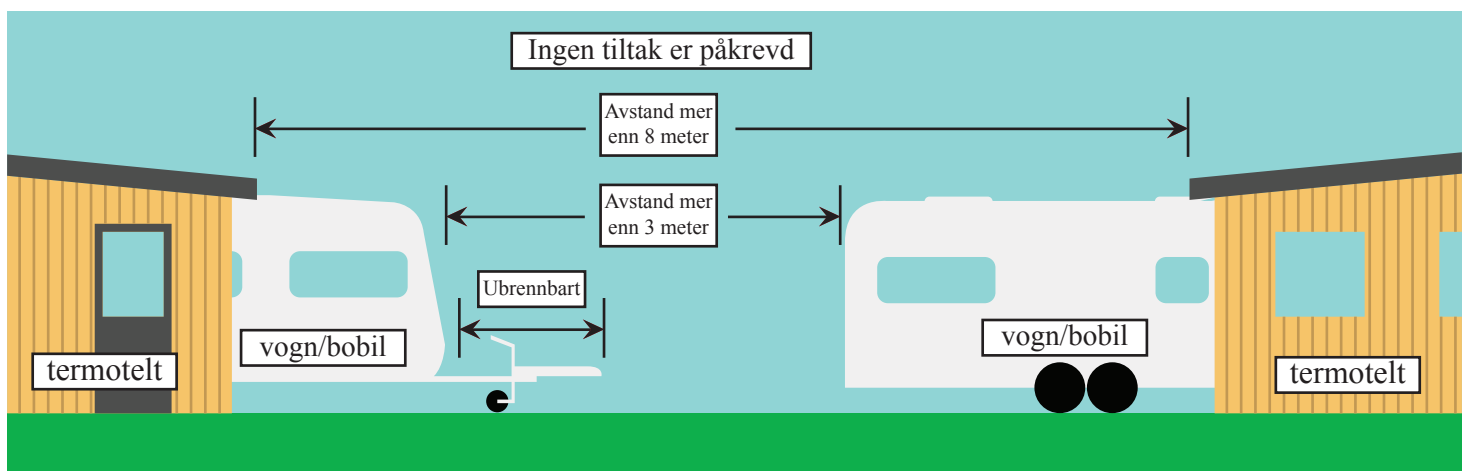 Ingen tiltak er påkrevd
Avstand mer
enn 8 meter
Avstand mer
enn 3 meter
Ubrennbart
vogn/bobil
vogn/bobil
termotelt
termotelt